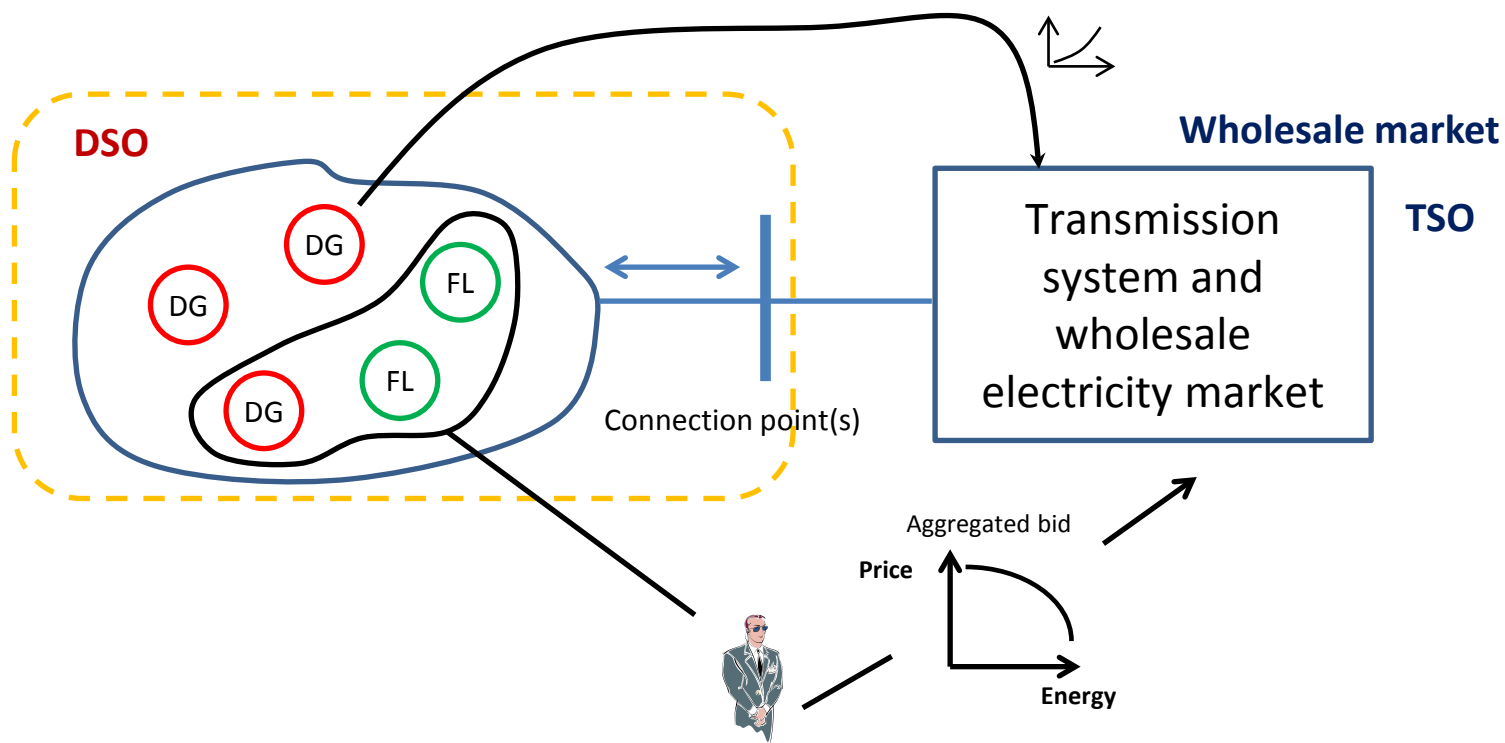 DSO
Wholesale market
TSO
DG
DG
FL
FL
DG
Transmission
system and
wholesale
electricity market
Connection point(s)
Aggregated bid
Price
Energy